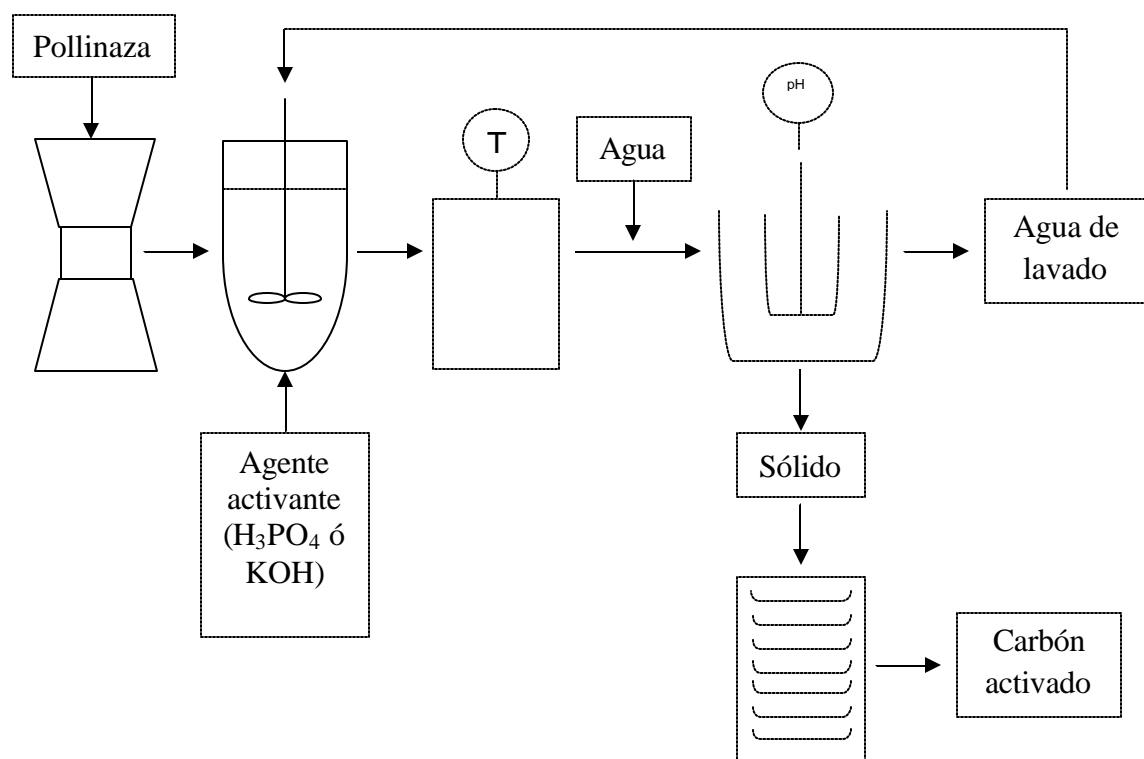 Pollinaza
T
Agua
pH
Agua de
lavado
Agente
activante
(H₃PO₄ ó
KOH)
Sólido
Carbón
activado